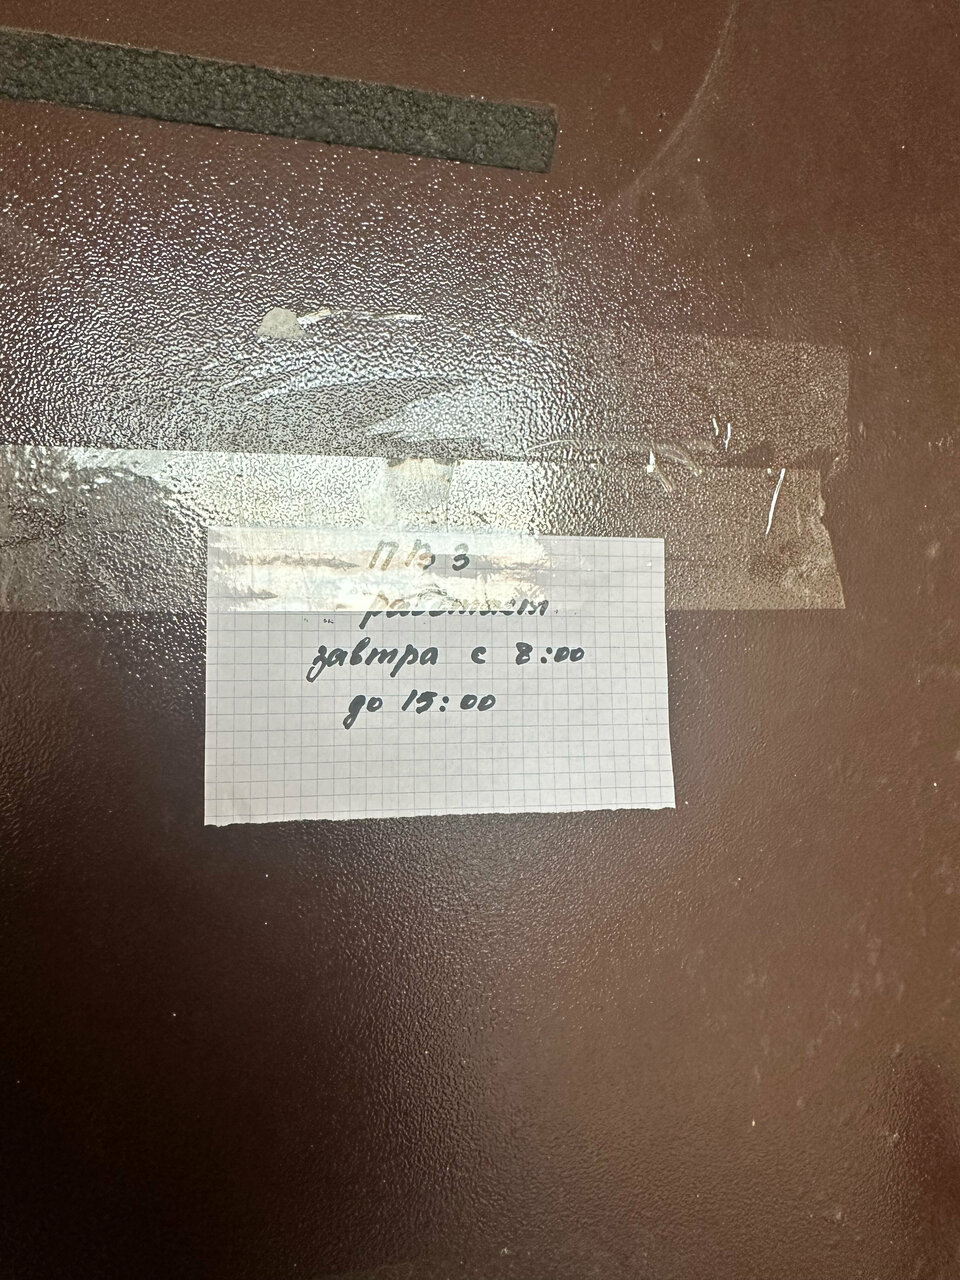 ПВЗ
работает
завтра с 8:00
до 15:00